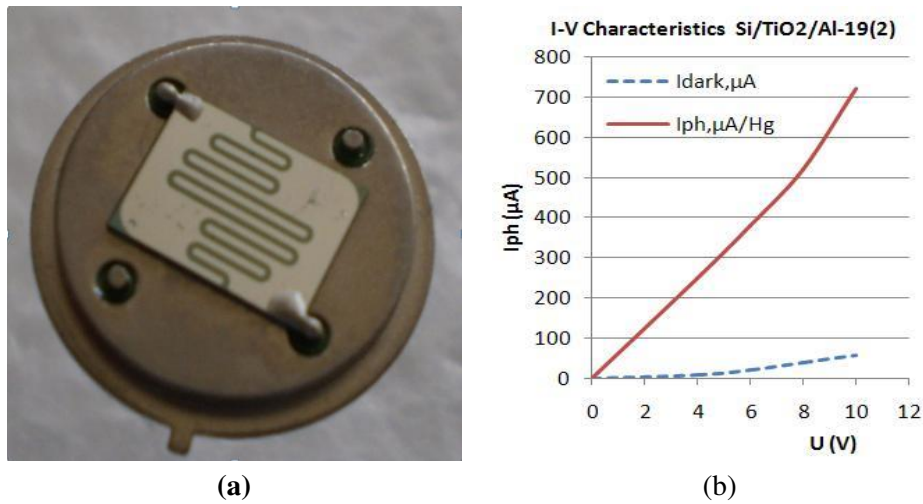 I-V Characteristics Si/TiO2/Al-19(2)
800
700
600
500
400
300
200
100
0
Iph (µA)
Idark,µA
Iph,µA/Hg
0 2 4 6 8 10 12
U (V)
(a) (b)